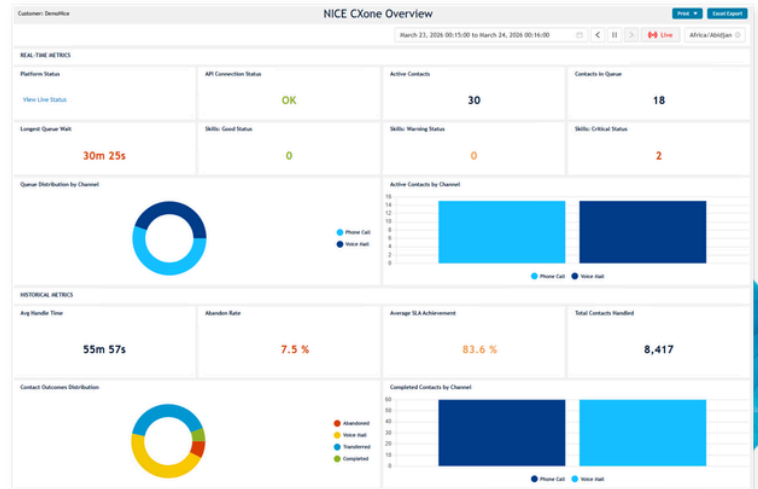 Customer: DemoNice
NICE CXone Overview
Print
Excel Export
March 23, 2026 00:15:00 to March 24, 2026 00:16:00
Live
Africa/Abidjan
REAL-TIME METRICS
Platform Status
API Connection Status
Active Contacts
Contacts in Queue
View Live Status
OK
30
18
Longest Queue Wait
Skills: Good Status
Skills: Warning Status
Skills: Critical Status
30m 25s
0
0
2
Queue Distribution by Channel
Active Contacts by Channel
Phone Call
Voice Mail
16
14
12
10
8
6
4
2
0
Phone Call
Voice Mail
HISTORICAL METRICS
Avg Handle Time
Abandon Rate
Average SLA Achievement
Total Contacts Handled
55m 57s
7.5 %
83.6 %
8,417
Contact Outcomes Distribution
Completed Contacts by Channel
Abandoned
Voice Mail
Transferred
Completed
60
50
40
30
20
10
0
Phone Call
Voice Mail